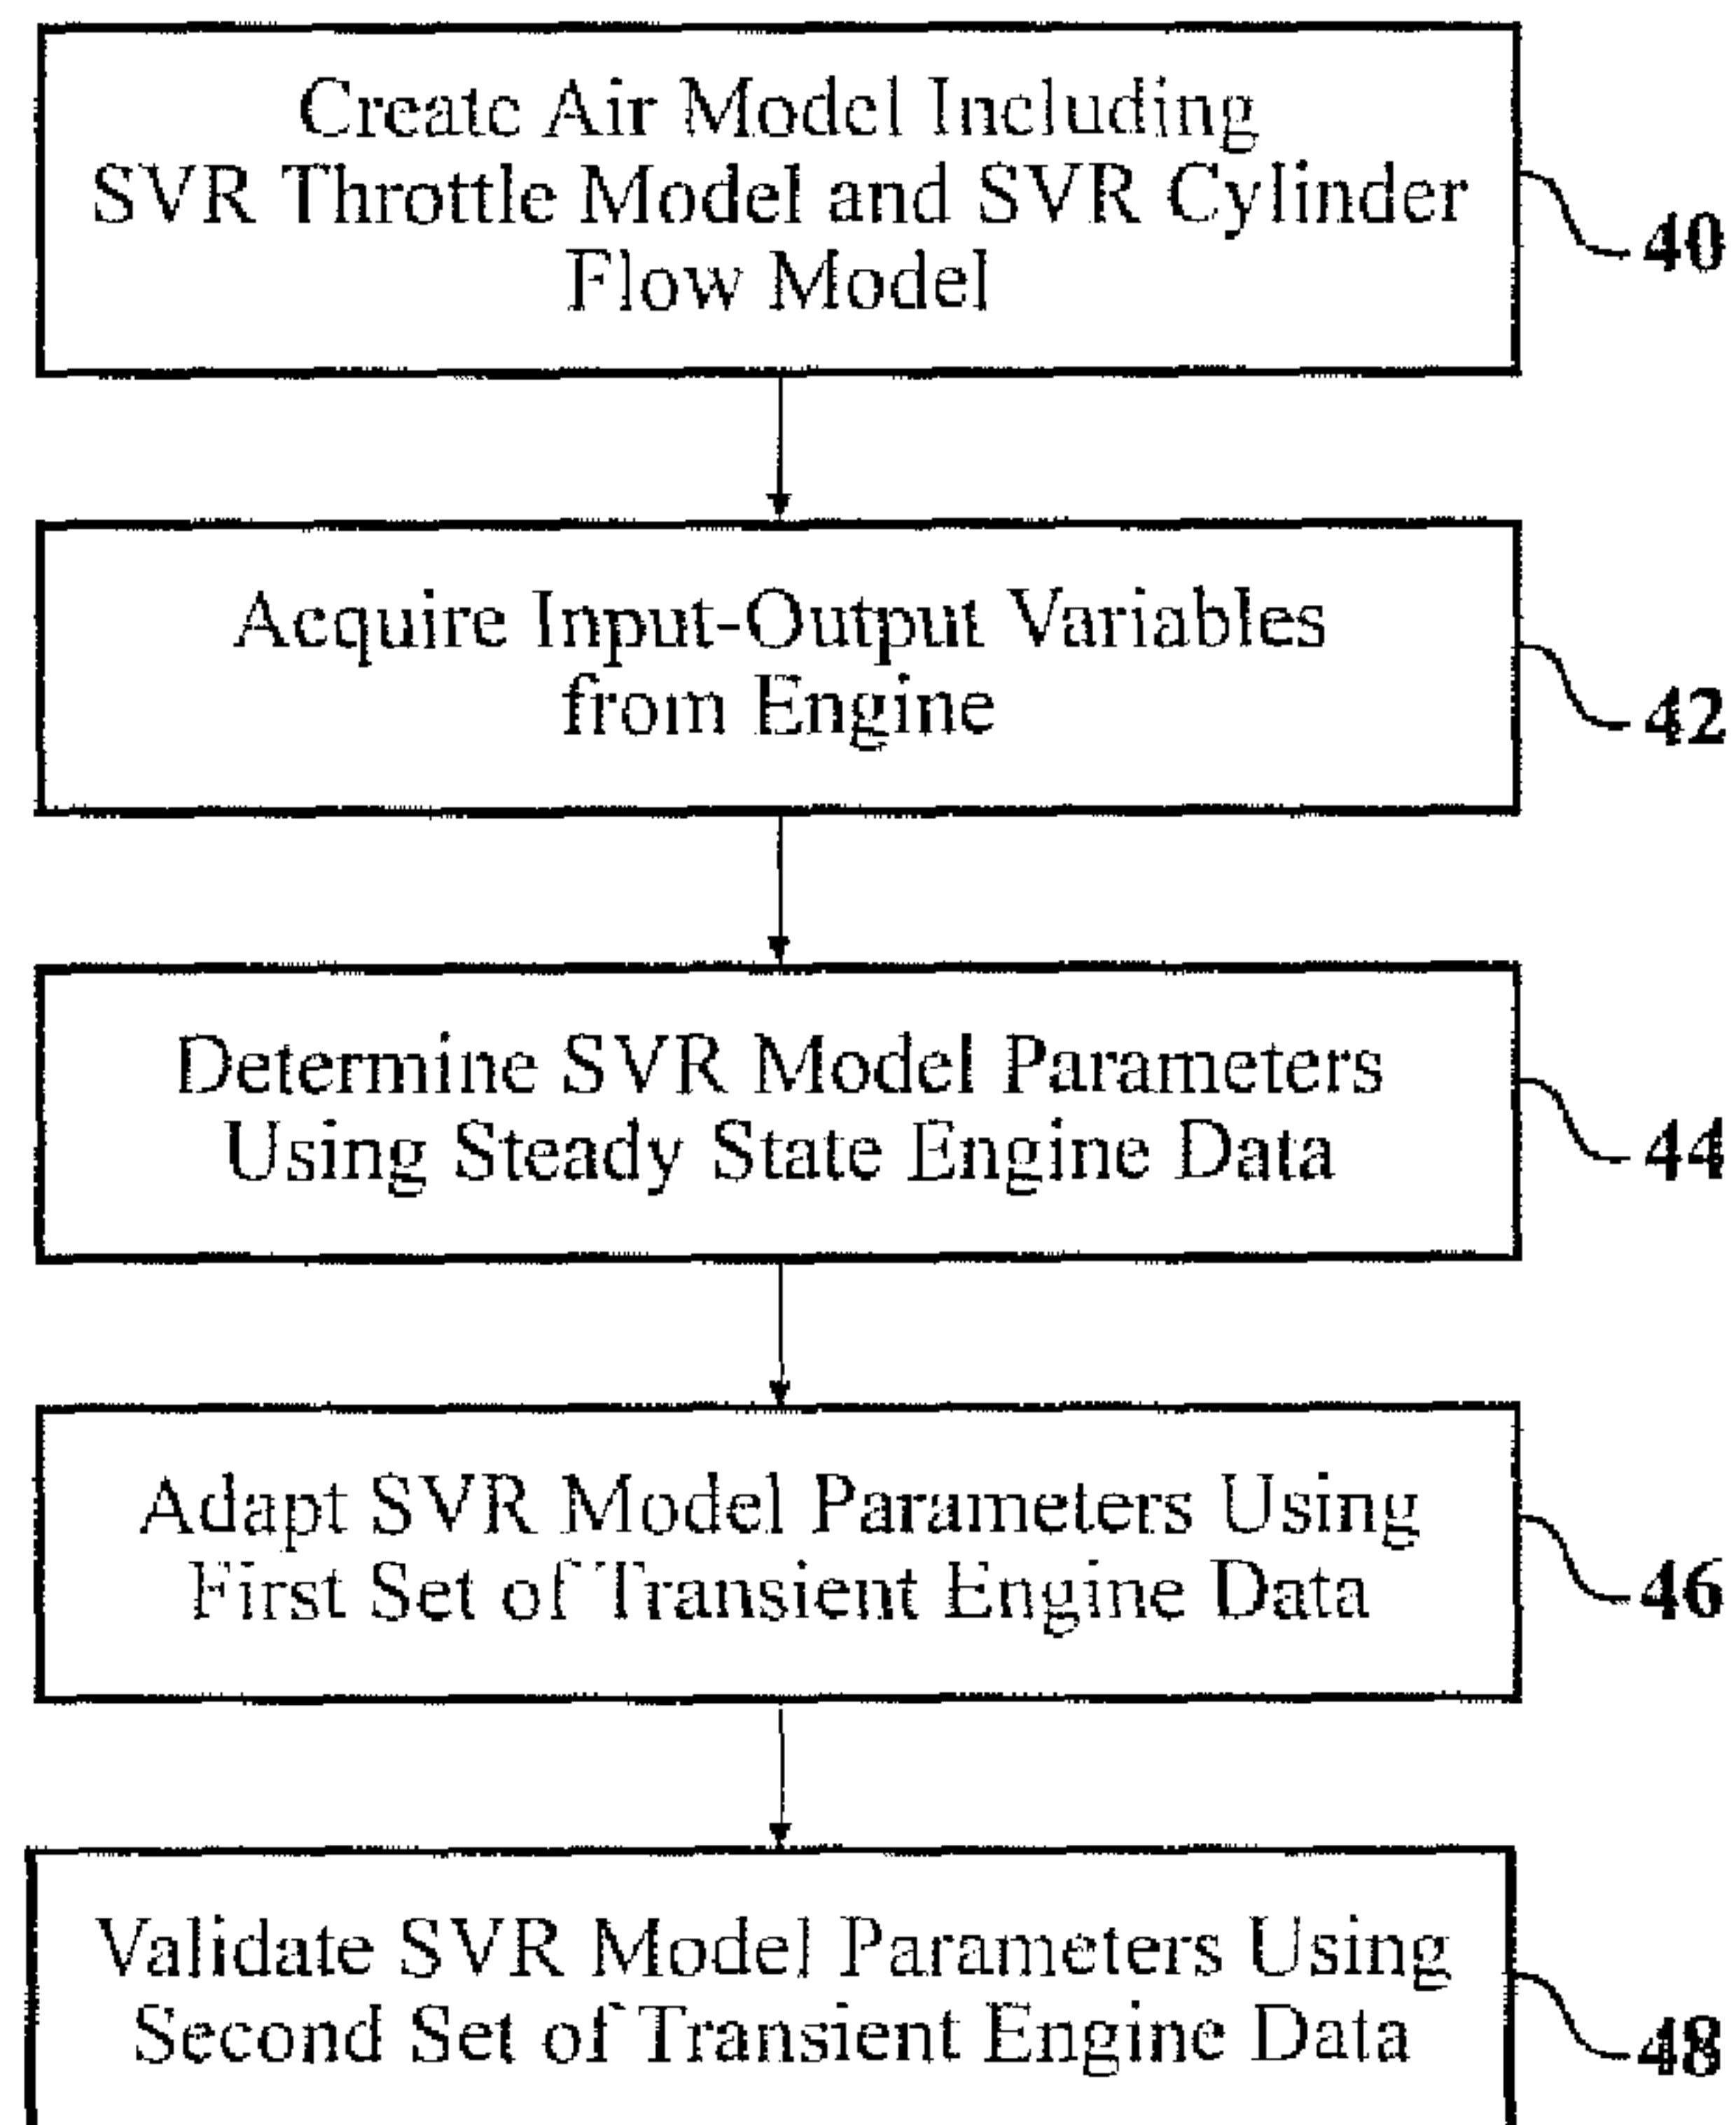 Create Air Model Including
SVR Throttle Model and SVR Cylinder
Flow Model
40
Acquire Input-Output Variables
from Engine
42
Determine SVR Model Parameters
Using Steady State Engine Data
44
Adapt SVR Model Parameters Using
First Set of Transient Engine Data
46
Validate SVR Model Parameters Using
Second Set of Transient Engine Data
48